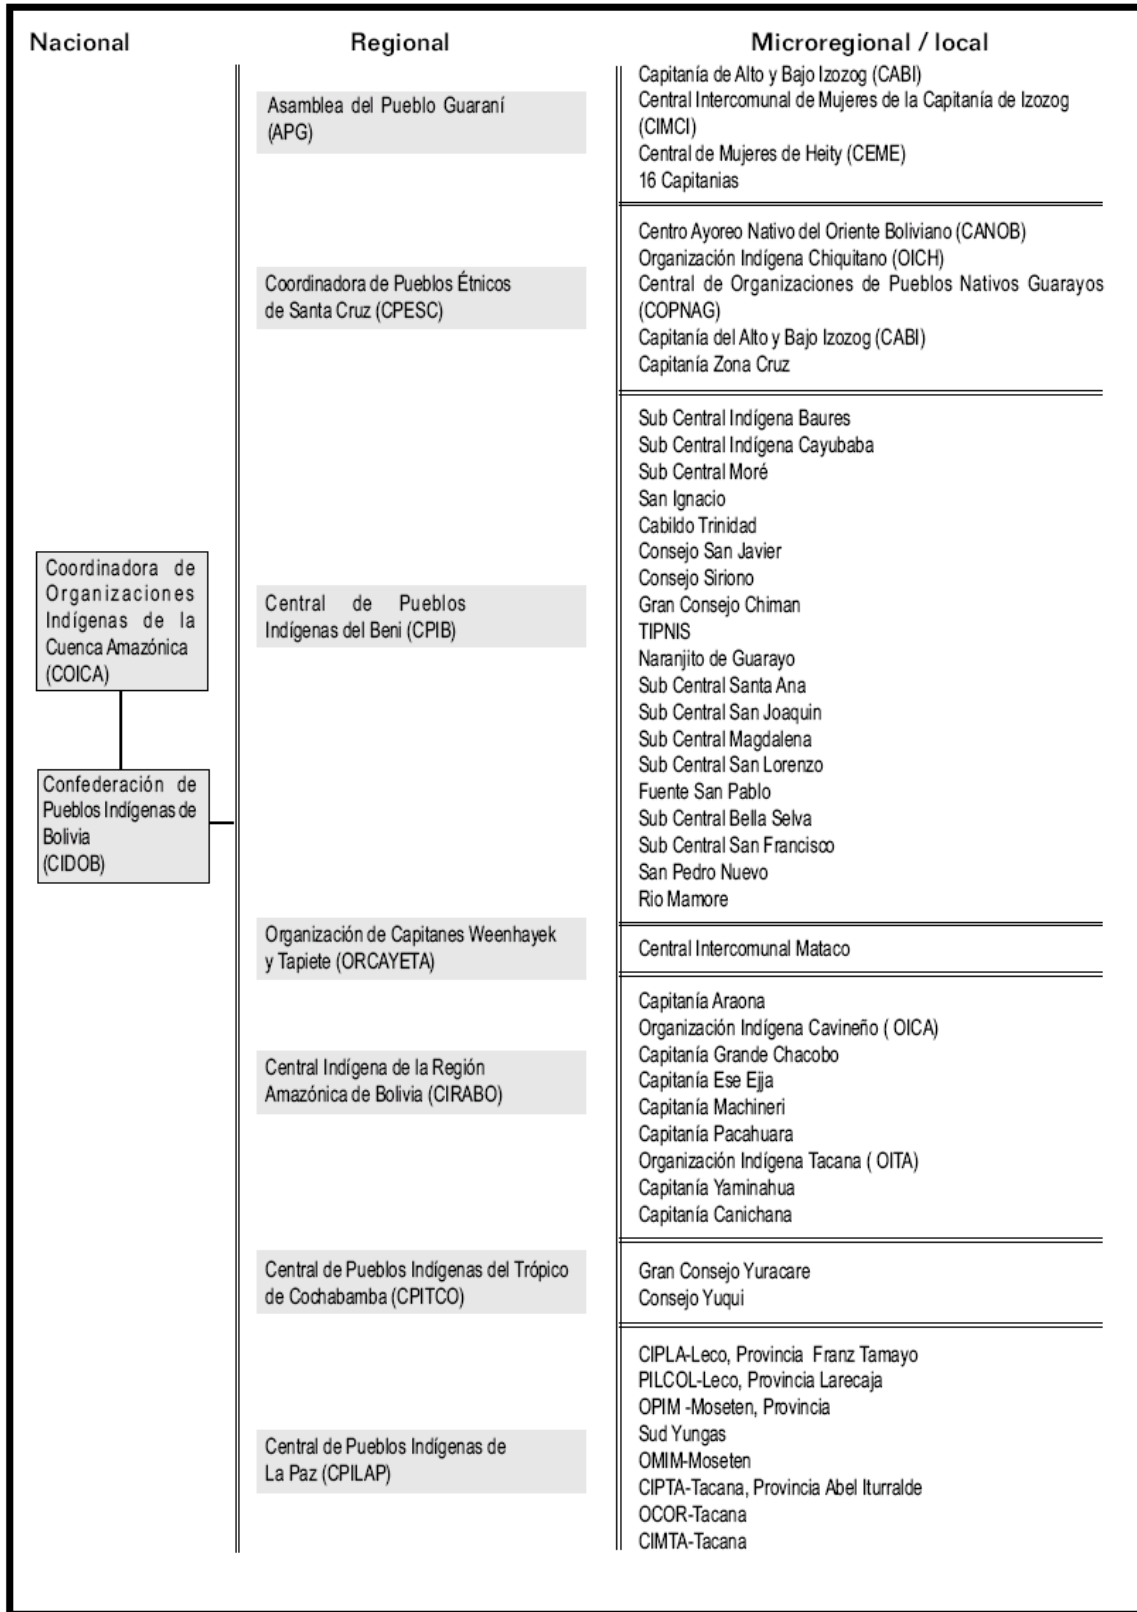 Nacional
Regional
Microregional / local
Coordinadora de
Organizaciones
Indígenas de la
Cuenca Amazónica
(COICA)
Confederación de
Pueblos Indígenas de
Bolivia
(CIDOB)
Asamblea del Pueblo Guaraní
(APG)
Capitanía de Alto y Bajo Izozog (CABI)
Central Intercomunal de Mujeres de la Capitanía de Izozog
(CIMCI)
Central de Mujeres de Heity (CEME)
16 Capitanias
Coordinadora de Pueblos Étnicos
de Santa Cruz (CPESC)
Centro Ayoreo Nativo del Oriente Boliviano (CANOB)
Organización Indígena Chiquitano (OICH)
Central de Organizaciones de Pueblos Nativos Guarayos
(COPNAG)
Capitanía del Alto y Bajo Izozog (CABI)
Capitanía Zona Cruz
Central de Pueblos
Indígenas del Beni (CPIB)
Sub Central Indígena Baures
Sub Central Indígena Cayubaba
Sub Central Moré
San Ignacio
Cabildo Trinidad
Consejo San Javier
Consejo Siriono
Gran Consejo Chiman
TIPNIS
Naranjito de Guarayo
Sub Central Santa Ana
Sub Central San Joaquin
Sub Central Magdalena
Sub Central San Lorenzo
Fuente San Pablo
Sub Central Bella Selva
Sub Central San Francisco
San Pedro Nuevo
Rio Mamore
Organización de Capitanes Weenhayek
y Tapiete (ORCAYETA)
Central Intercomunal Mataco
Central Indígena de la Región
Amazónica de Bolivia (CIRABO)
Capitanía Araona
Organización Indígena Cavineño ( OICA)
Capitanía Grande Chacobo
Capitanía Ese Ejja
Capitanía Machineri
Capitanía Pacahuara
Organización Indígena Tacana ( OITA)
Capitanía Yaminahua
Capitanía Canichana
Central de Pueblos Indígenas del Trópico
de Cochabamba (CPITCO)
Gran Consejo Yuracare
Consejo Yuqui
Central de Pueblos Indígenas de
La Paz (CPILAP)
CIPLA-Leco, Provincia Franz Tamayo
PILCOL-Leco, Provincia Larecaja
OPIM -Moseten, Provincia
Sud Yungas
OMIM-Moseten
CIPTA-Tacana, Provincia Abel Iturralde
OCOR-Tacana
CIMTA-Tacana